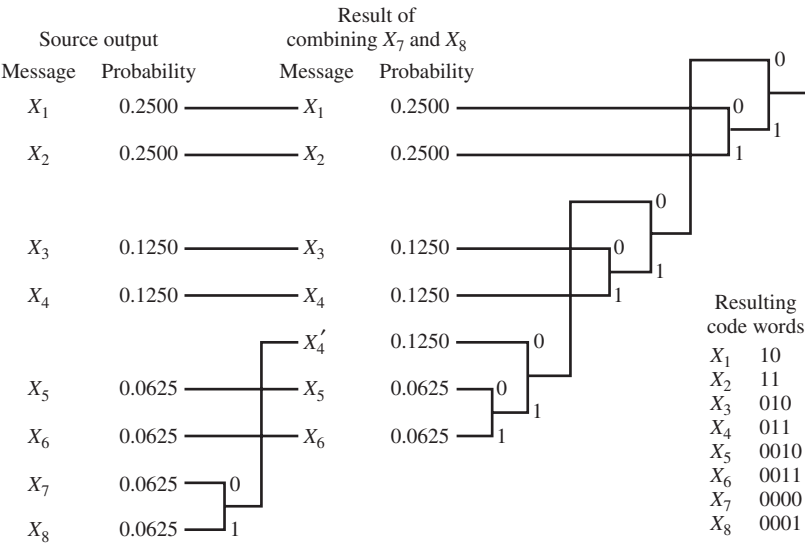 Result of
Source output combining X₇ and X₈
Message Probability Message Probability 0
X₁ 0.2500 X₁ 0.2500 0
1
X₂ 0.2500 X₂ 0.2500 1
0
X₃ 0.1250 X₃ 0.1250 0
1
X₄ 0.1250 X₄ 0.1250 1
X₄′ 0.1250 0
X₅ 0.0625 X₅ 0.0625 0
1
X₆ 0.0625 X₆ 0.0625 1
X₇ 0.0625 0
X₈ 0.0625 1
Resulting
code words
X₁ 10
X₂ 11
X₃ 010
X₄ 011
X₅ 0010
X₆ 0011
X₇ 0000
X₈ 0001